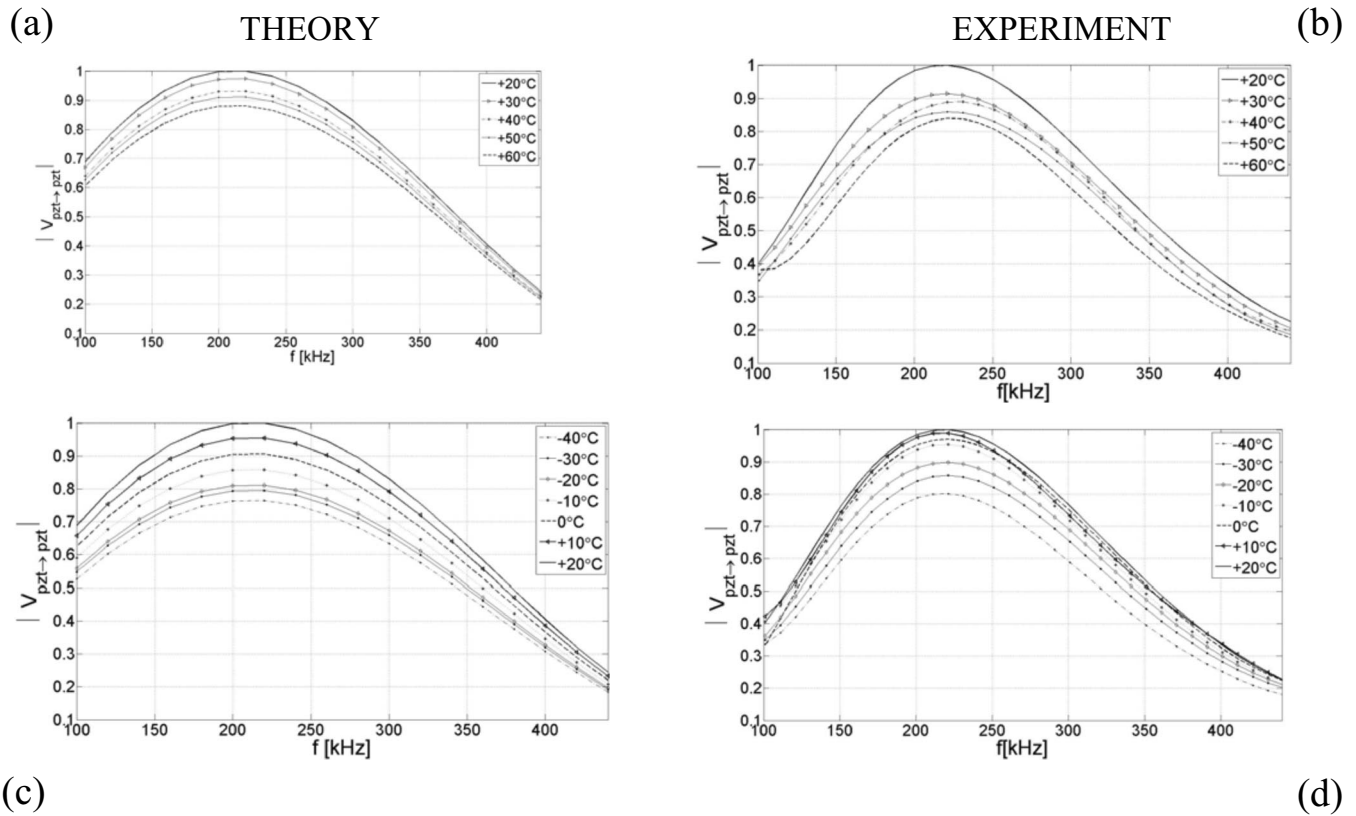 (a) THEORY EXPERIMENT (b)
1
0.9
0.8
0.7
0.6
0.5
0.4
0.3
0.2
0.1
100 150 200 250 300 350 400
f [kHz]
| Vpzt→ pzt |
+20°C
+30°C
+40°C
+50°C
+60°C
1
0.9
0.8
0.7
0.6
0.5
0.4
0.3
0.2
0.1
100 150 200 250 300 350 400
f[kHz]
| Vpzt→ pzt |
+20°C
+30°C
+40°C
+50°C
+60°C
1
0.9
0.8
0.7
0.6
0.5
0.4
0.3
0.2
0.1
100 150 200 250 300 350 400
f [kHz]
| Vpzt→ pzt |
-40°C
-30°C
-20°C
-10°C
0°C
+10°C
+20°C
1
0.9
0.8
0.7
0.6
0.5
0.4
0.3
0.2
0.1
100 150 200 250 300 350 400
f[kHz]
| Vpzt→ pzt |
-40°C
-30°C
-20°C
-10°C
0°C
+10°C
+20°C
(c) (d)